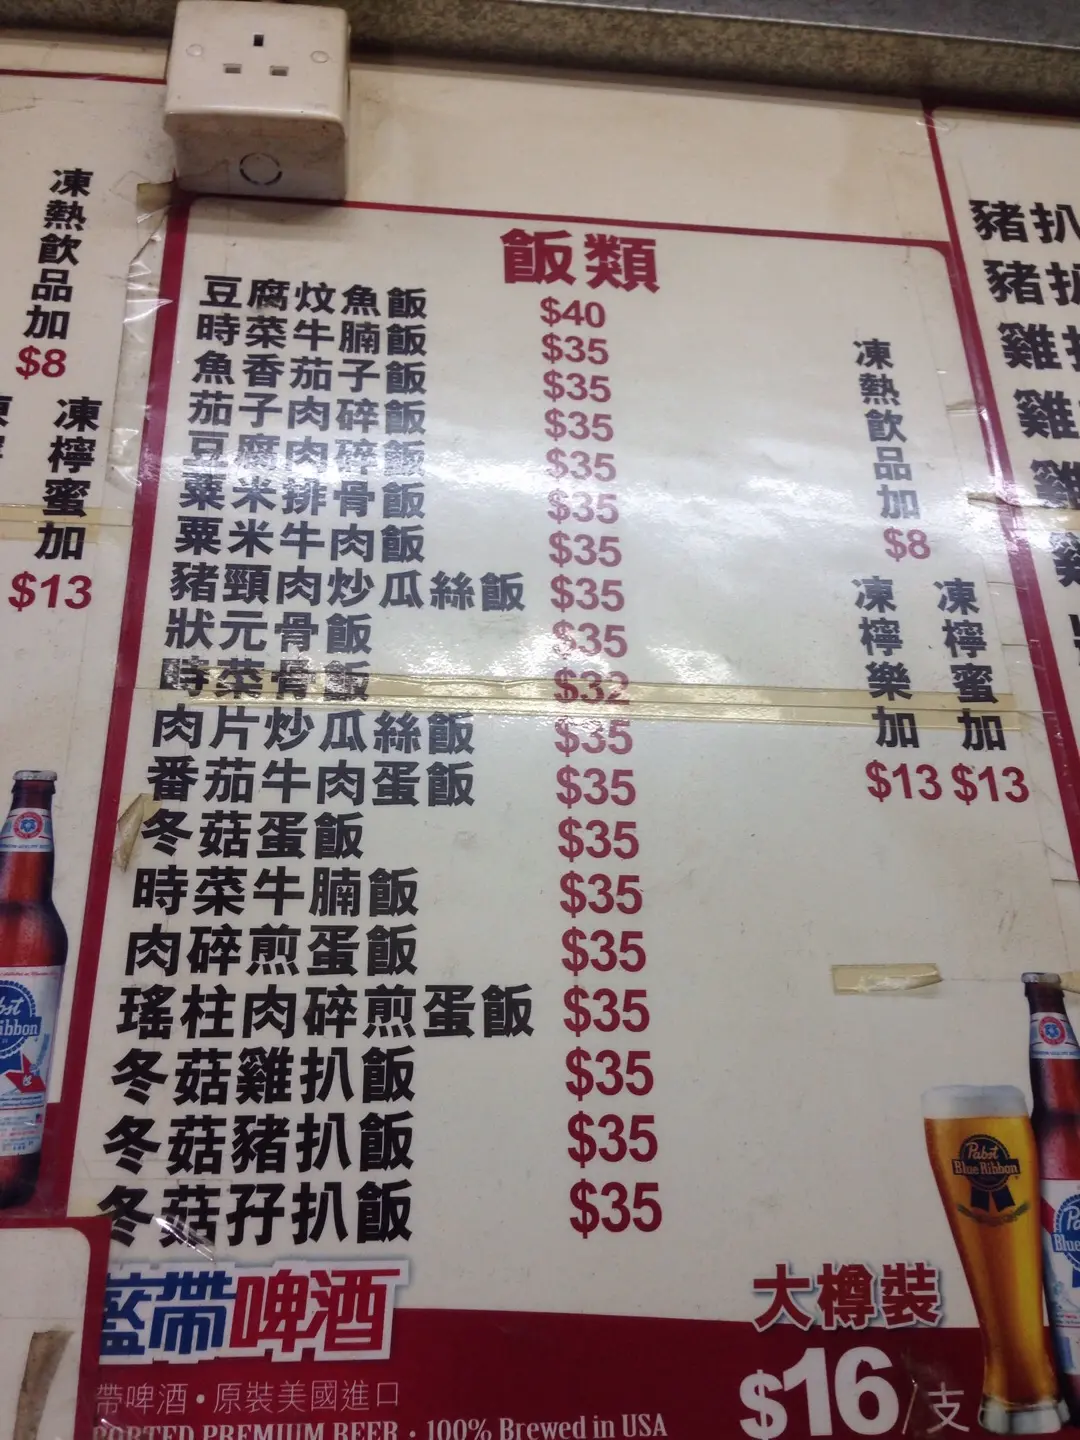 凍熱飲品加
$8
凍檸蜜加
$13
飯類
豆腐炆魚飯 $40
時菜牛腩飯 $35
魚香茄子飯 $35
茄子肉碎飯 $35
豆腐肉碎飯 $35
粟米排骨飯 $35
粟米牛肉飯 $35
豬頸肉炒瓜絲飯 $35
狀元骨飯 $35
時菜骨飯 $32
肉片炒瓜絲飯 $35
番茄牛肉蛋飯 $35
冬菇蛋飯 $35
時菜牛腩飯 $35
肉碎煎蛋飯 $35
瑤柱肉碎煎蛋飯 $35
冬菇雞扒飯 $35
冬菇豬扒飯 $35
冬菇孖扒飯 $35
凍熱飲品加
$8
凍檸樂加
$13
凍檸蜜加
$13
豬扒
豬扒
雞
雞
雞
藍帶啤酒
帶啤酒·原裝美國進口
PORTED PREMIUM BEER · 100% Brewed in USA
大樽裝
$16/支
Pabst
Blue Ribbon